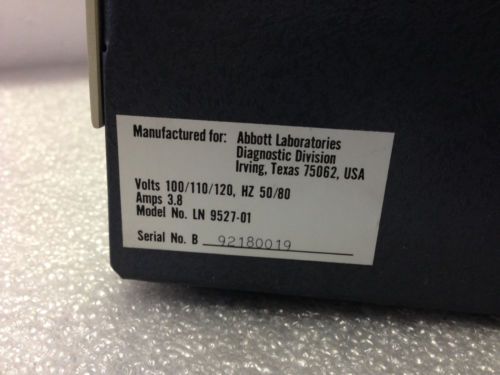 Manufactured for: Abbott Laboratories
Diagnostic Division
Irving, Texas 75062, USA
Volts 100/110/120, HZ 50/80
Amps 3.8
Model No. LN 9527-01
Serial No. B 92180019